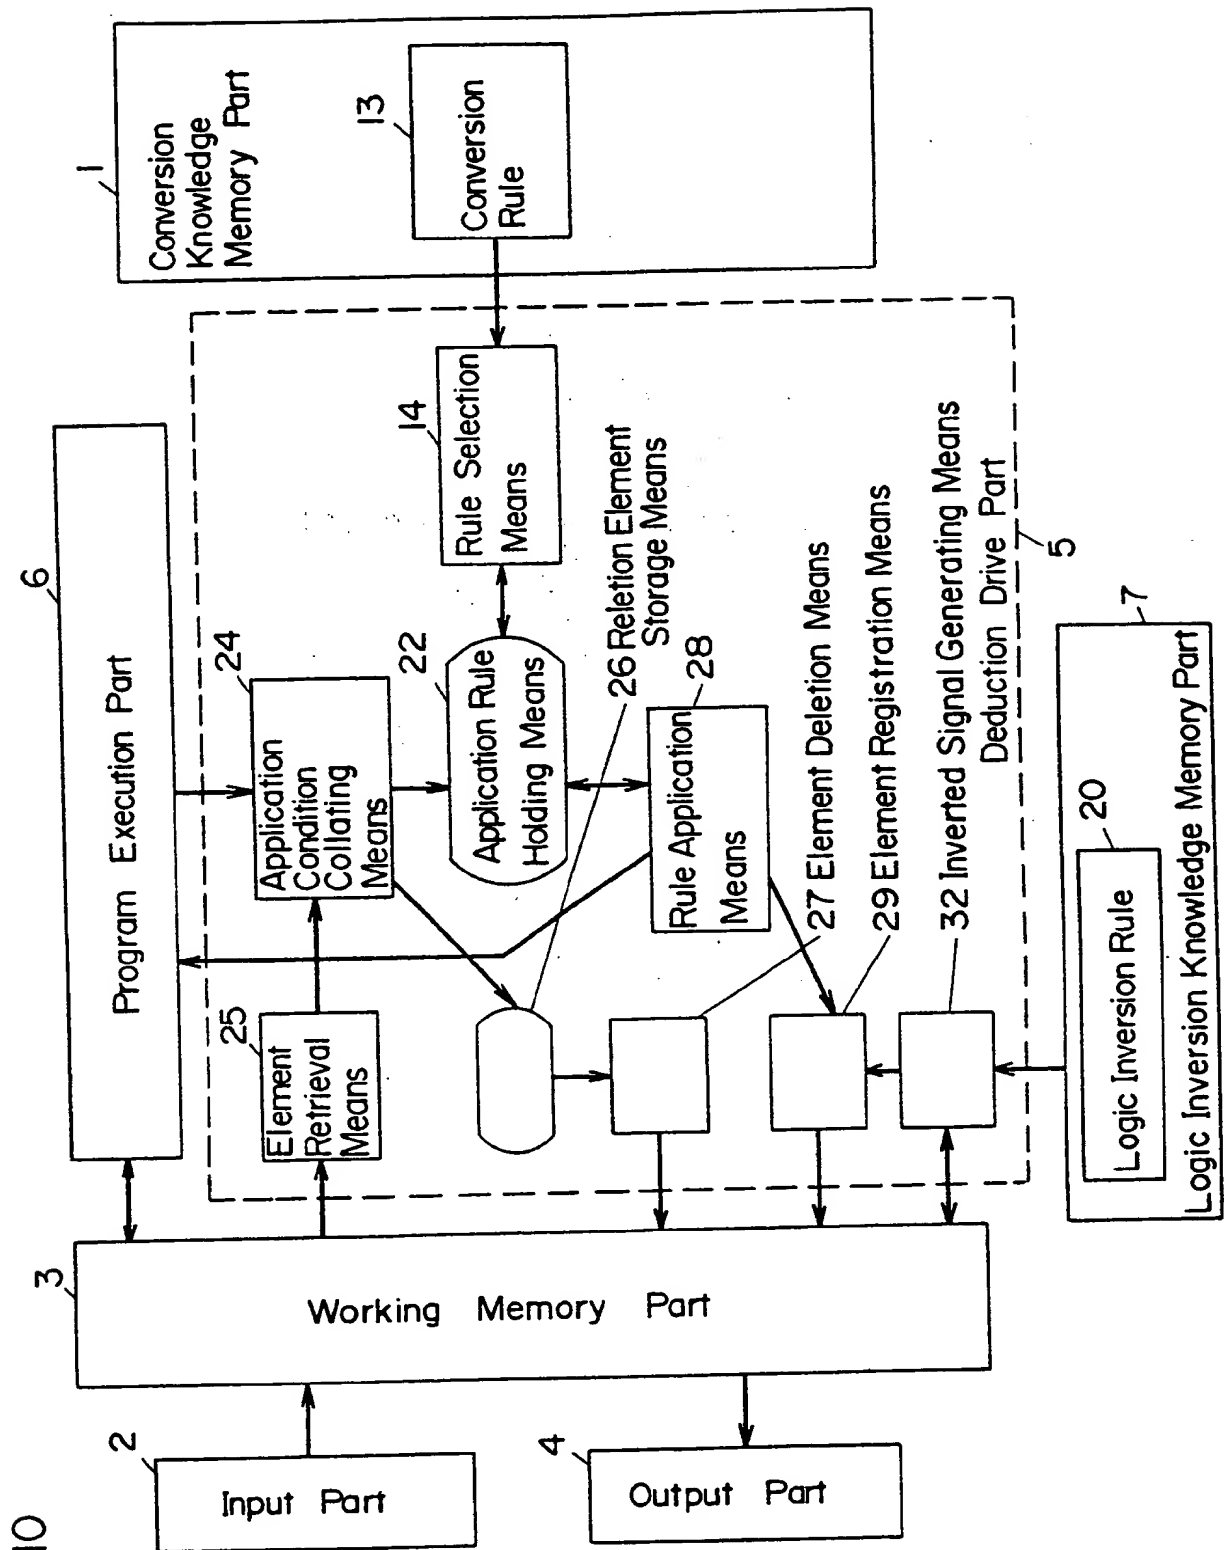 10
6
Program Execution Part
1
Conversion
Knowledge
Memory Part
13
Conversion
Rule
3
Working Memory Part
2
Input Part
4
Output Part
25
Element
Retrieval
Means
24
Application
Condition
Collating
Means
22
Application Rule
Holding Means
14
Rule Selection
Means
26 Reletion Element
Storage Means
28
Rule Application
Means
27 Element Deletion Means
29 Element Registration Means
32 Inverted Signal Generating Means
Deduction Drive Part
5
7
20
Logic Inversion Rule
Logic Inversion Knowledge Memory Part